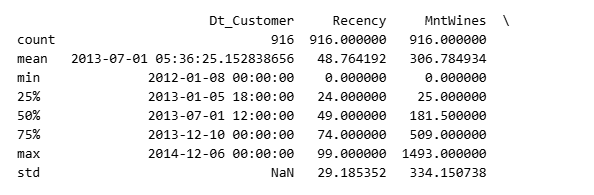 Dt_Customer Recency MntWines \
count 916 916.000000 916.000000
mean 2013-07-01 05:36:25.152838656 48.764192 306.784934
min 2012-01-08 00:00:00 0.000000 0.000000
25% 2013-01-05 18:00:00 24.000000 25.000000
50% 2013-07-01 12:00:00 49.000000 181.500000
75% 2013-12-10 00:00:00 74.000000 509.000000
max 2014-12-06 00:00:00 99.000000 1493.000000
std NaN 29.185352 334.150738